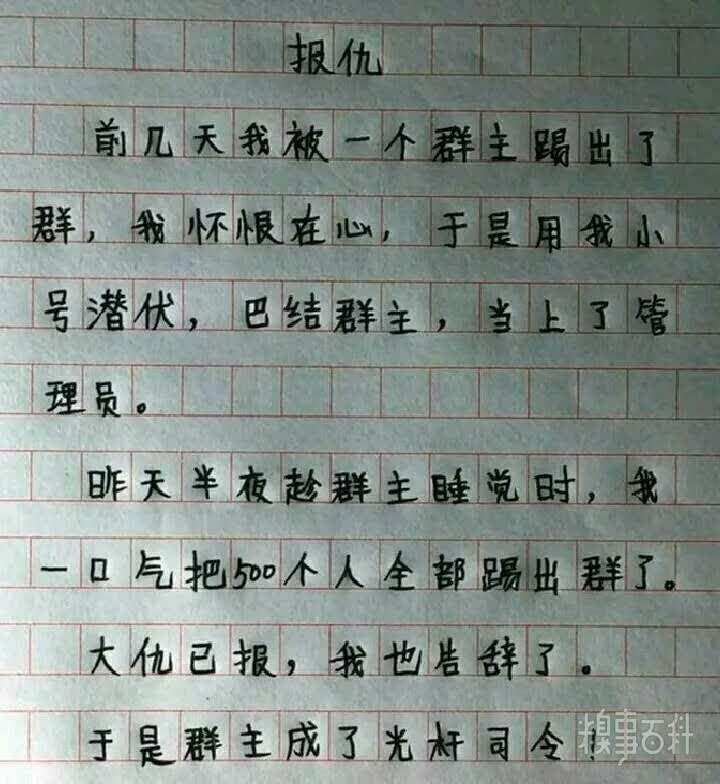 报仇
前几天我被一个群主踢出了
群，我怀恨在心，于是用我小
号潜伏，巴结群主，当上了管
理员。
昨天半夜趁群主睡觉时，我
一口气把500个人全部踢出群了。
大仇已报，我也告辞了。
于是群主成了光杆司令！
糗事百科